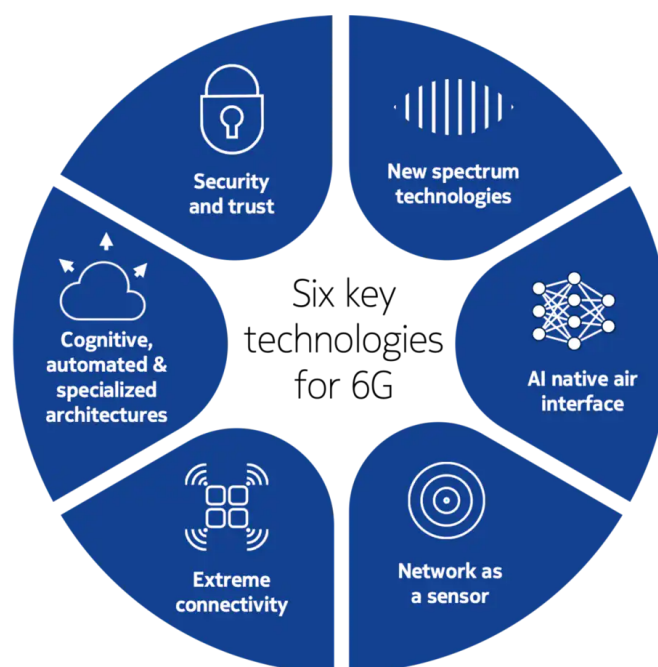 Security
and trust
New spectrum
technologies
Cognitive,
automated &
specialized
architectures
Six key
technologies
for 6G
AI native air
interface
Extreme
connectivity
Network as
a sensor